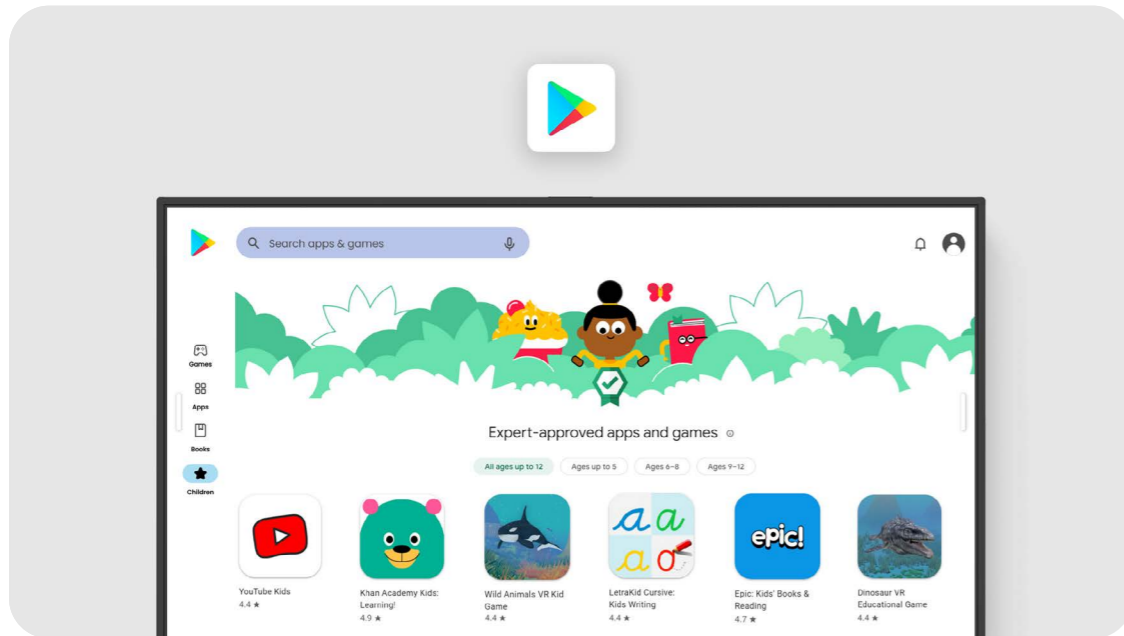 Search apps & games
Games
Apps
Books
Children
Expert-approved apps and games
All ages up to 12
Ages up to 5
Ages 6–8
Ages 9–12
YouTube Kids
4.4 ★
Khan Academy Kids:
Learning!
4.9 ★
Wild Animals VR Kid
Game
4.4 ★
a a
a o
LetraKid Cursive:
Kids Writing
4.4 ★
epic!
Epic: Kids' Books &
Reading
4.7 ★
Dinosaur VR
Educational Game
4.4 ★